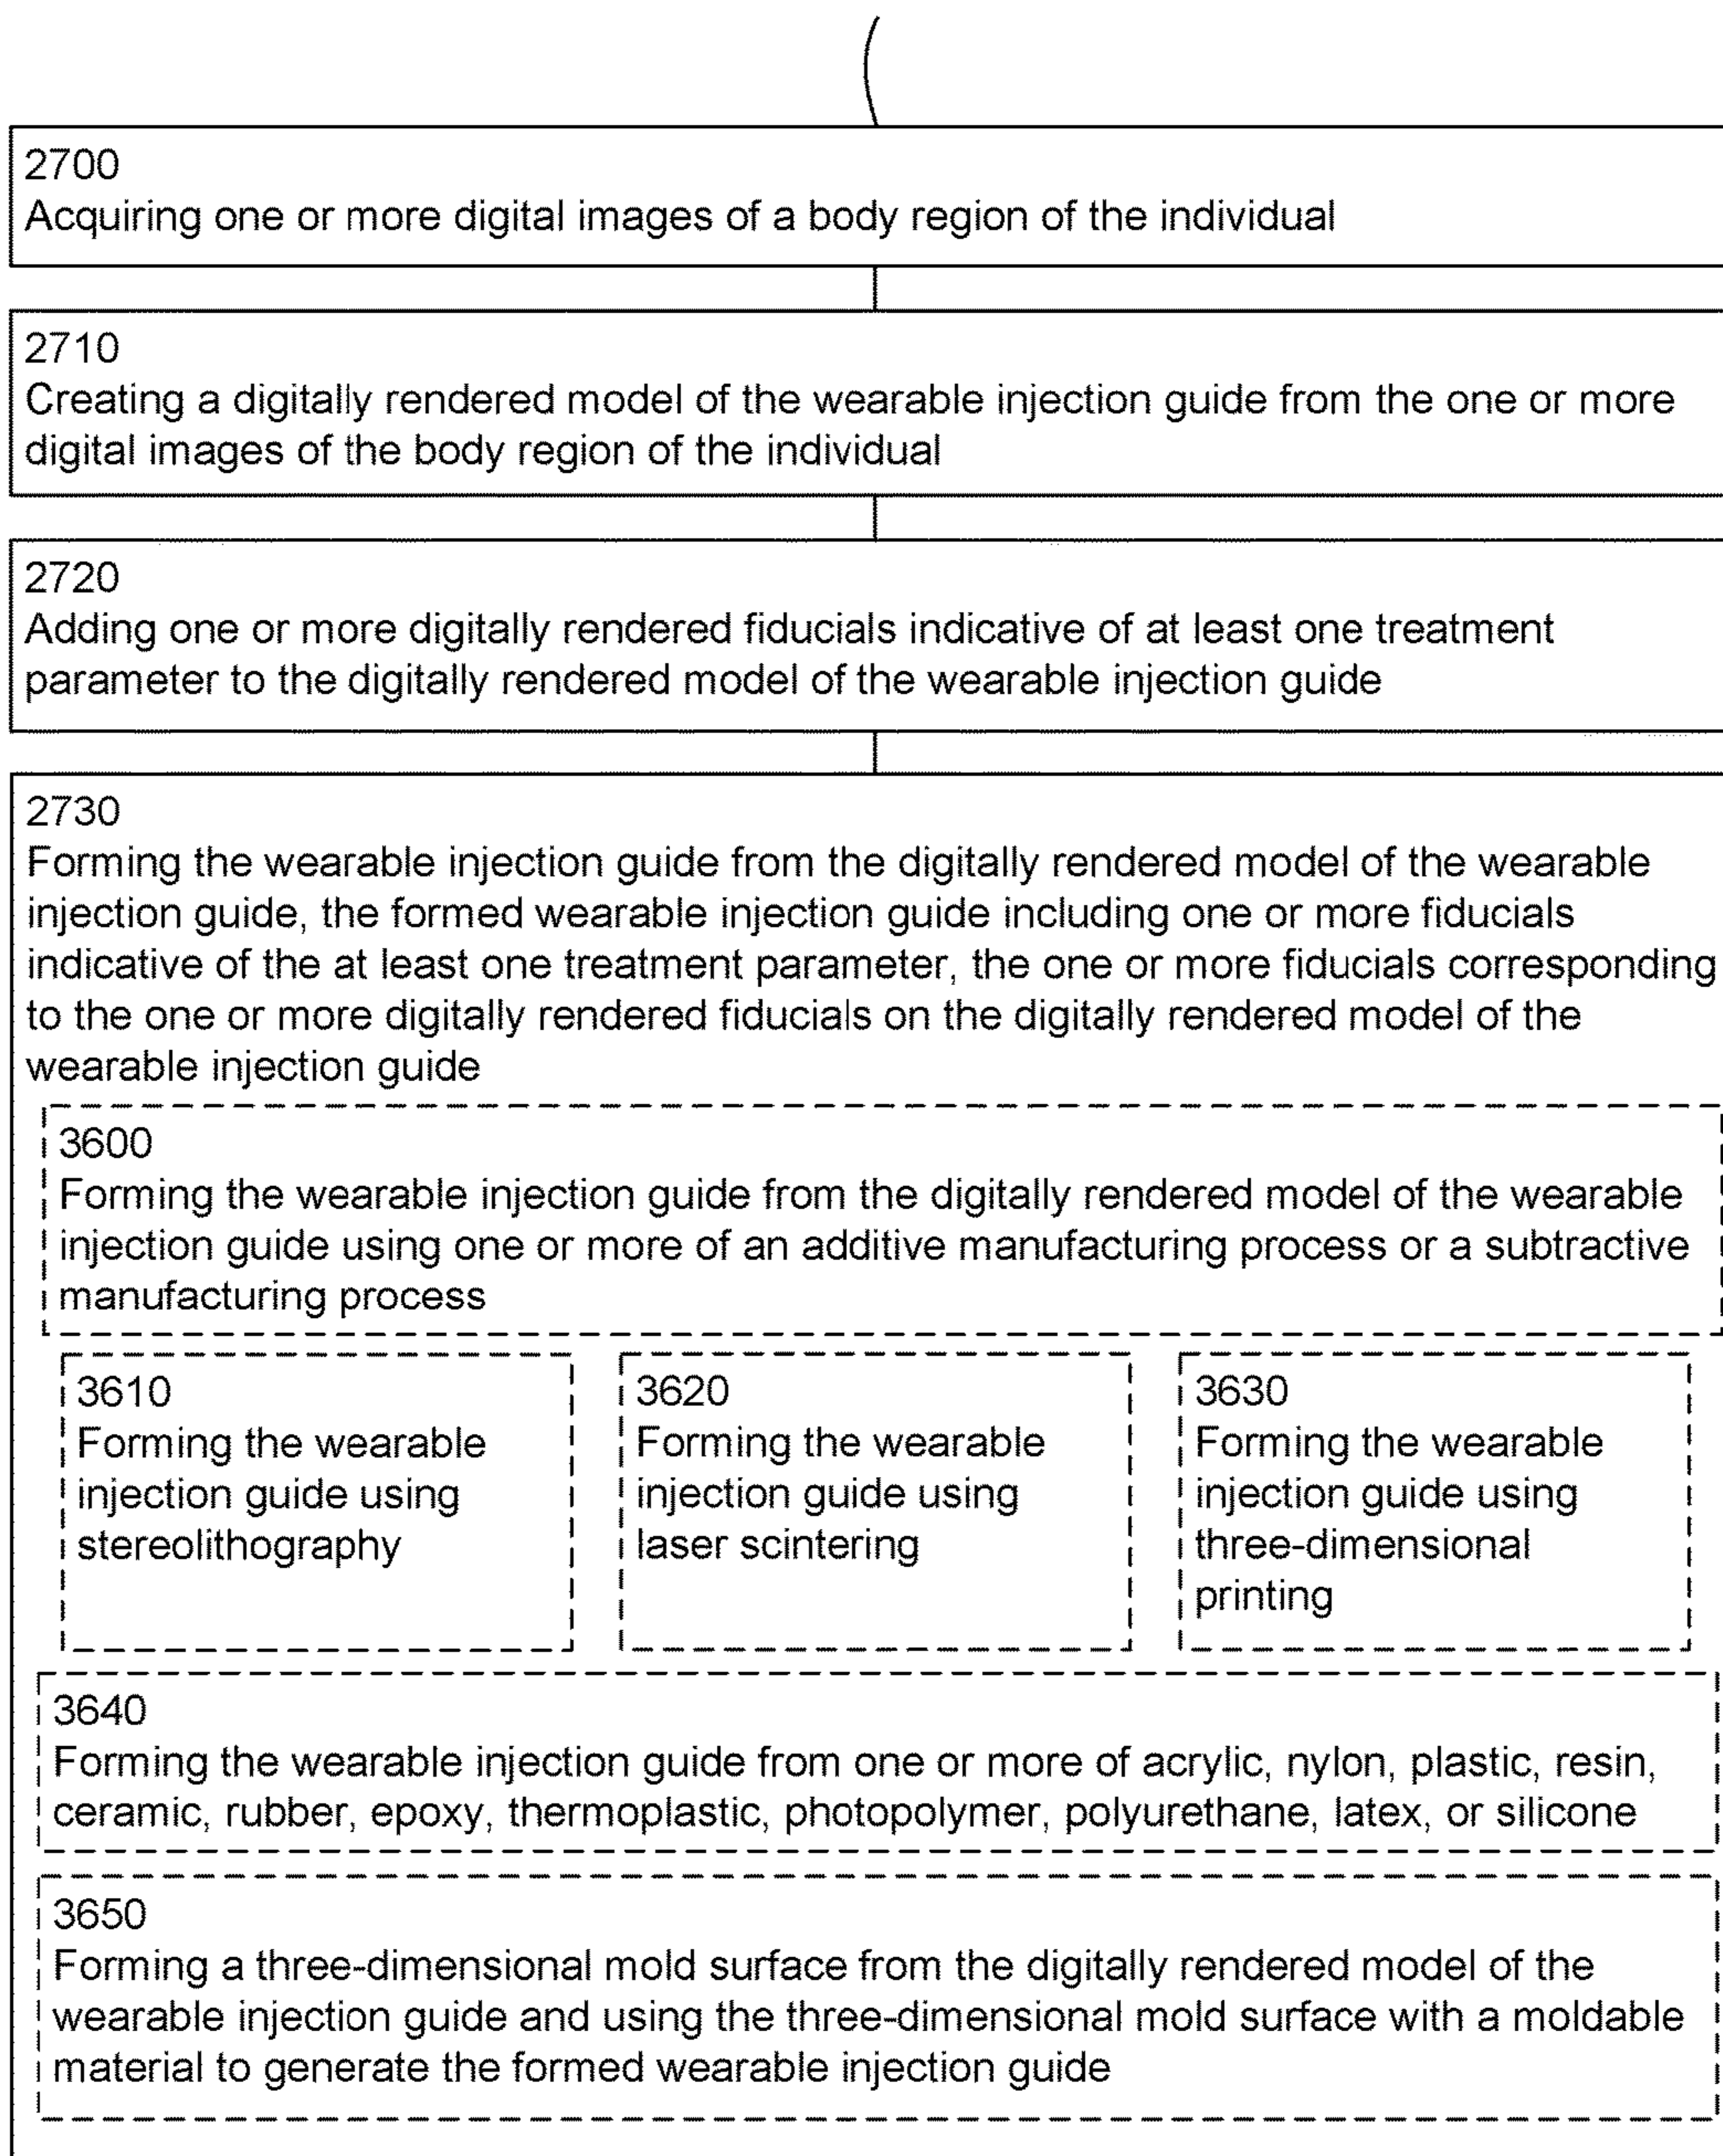 2700
Acquiring one or more digital images of a body region of the individual
2710
Creating a digitally rendered model of the wearable injection guide from the one or more
digital images of the body region of the individual
2720
Adding one or more digitally rendered fiducials indicative of at least one treatment
parameter to the digitally rendered model of the wearable injection guide
2730
Forming the wearable injection guide from the digitally rendered model of the wearable
injection guide, the formed wearable injection guide including one or more fiducials
indicative of the at least one treatment parameter, the one or more fiducials corresponding
to the one or more digitally rendered fiducials on the digitally rendered model of the
wearable injection guide
3600
Forming the wearable injection guide from the digitally rendered model of the wearable
injection guide using one or more of an additive manufacturing process or a subtractive
manufacturing process
3610
Forming the wearable
injection guide using
stereolithography
3620
Forming the wearable
injection guide using
laser scintering
3630
Forming the wearable
injection guide using
three-dimensional
printing
3640
Forming the wearable injection guide from one or more of acrylic, nylon, plastic, resin,
ceramic, rubber, epoxy, thermoplastic, photopolymer, polyurethane, latex, or silicone
3650
Forming a three-dimensional mold surface from the digitally rendered model of the
wearable injection guide and using the three-dimensional mold surface with a moldable
material to generate the formed wearable injection guide